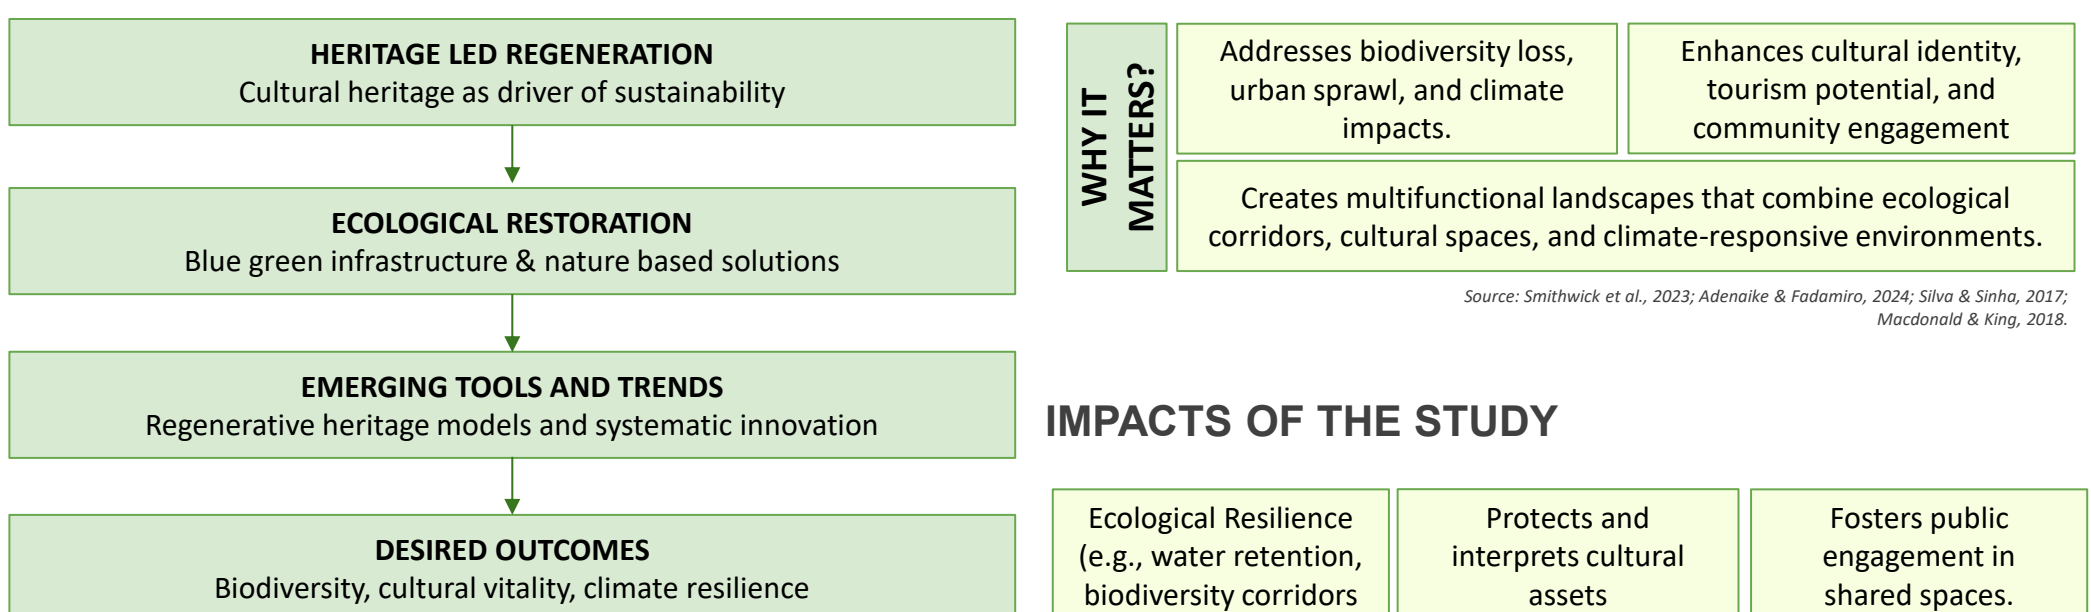 HERITAGE LED REGENERATION
Cultural heritage as driver of sustainability
ECOLOGICAL RESTORATION
Blue green infrastructure & nature based solutions
EMERGING TOOLS AND TRENDS
Regenerative heritage models and systematic innovation
DESIRED OUTCOMES
Biodiversity, cultural vitality, climate resilience
WHY IT
MATTERS?
Addresses biodiversity loss,
urban sprawl, and climate
impacts.
Enhances cultural identity,
tourism potential, and
community engagement
Creates multifunctional landscapes that combine ecological
corridors, cultural spaces, and climate-responsive environments.
Source: Smithwick et al., 2023; Adenaike & Fadamiro, 2024; Silva & Sinha, 2017;
Macdonald & King, 2018.
IMPACTS OF THE STUDY
Ecological Resilience
(e.g., water retention,
biodiversity corridors
Protects and
interprets cultural
assets
Fosters public
engagement in
shared spaces.